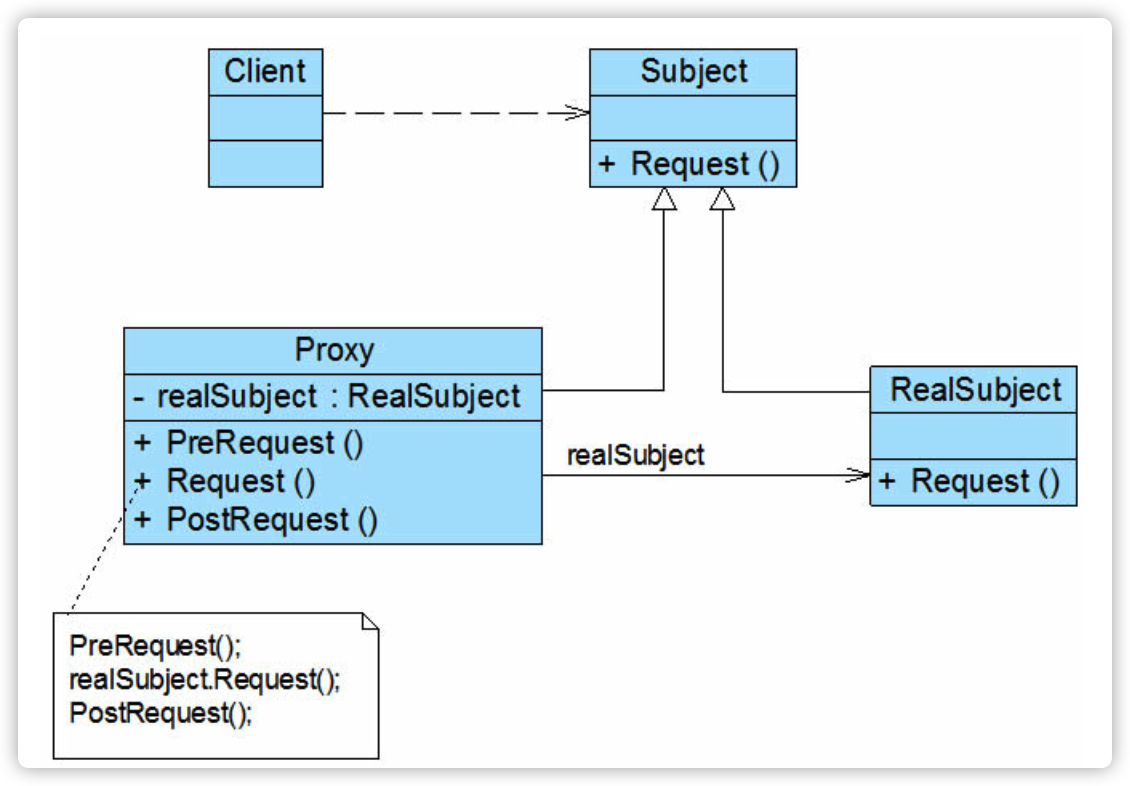 Client
Subject
+ Request ()
Proxy
- realSubject : RealSubject
+ PreRequest ()
+ Request ()
+ PostRequest ()
realSubject
RealSubject
+ Request ()
PreRequest();
realSubject.Request();
PostRequest();